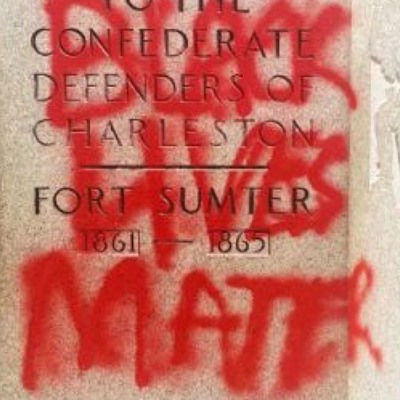 TO THE
CONFEDERATE
DEFENDERS OF
CHARLESTON
FORT SUMTER
1861 — 1865
BLACK
LIVES
MATER